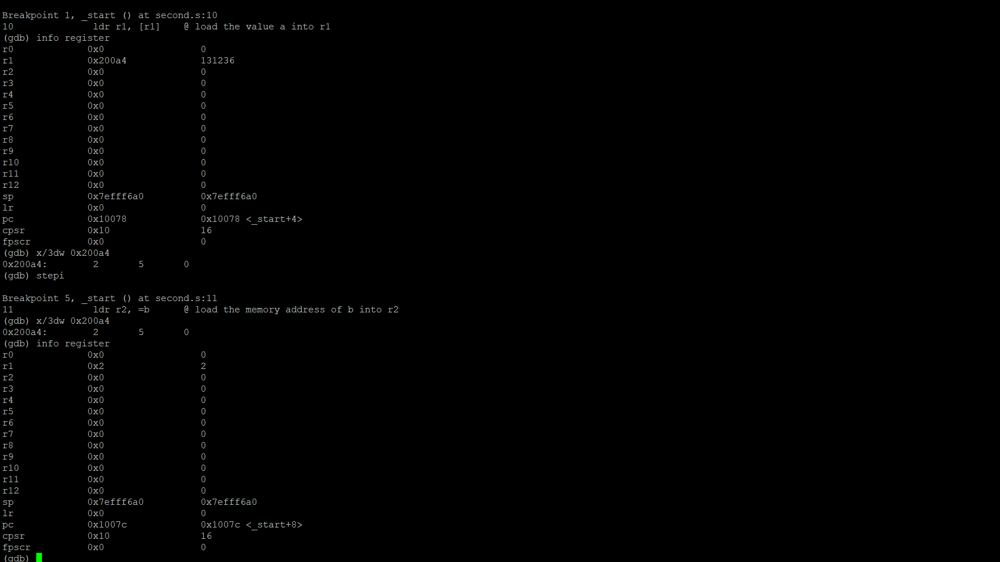 Breakpoint 1, _start () at second.s:10
10              ldr r1, [r1]    @ load the value a into r1
(gdb) info register
r0             0x0                 0
r1             0x200a4             131236
r2             0x0                 0
r3             0x0                 0
r4             0x0                 0
r5             0x0                 0
r6             0x0                 0
r7             0x0                 0
r8             0x0                 0
r9             0x0                 0
r10            0x0                 0
r11            0x0                 0
r12            0x0                 0
sp             0x7efff6a0          0x7efff6a0
lr             0x0                 0
pc             0x10078             0x10078 <_start+4>
cpsr           0x10                16
fpscr          0x0                 0
(gdb) x/3dw 0x200a4
0x200a4:        2       5       0
(gdb) stepi
Breakpoint 5, _start () at second.s:11
11              ldr r2, =b      @ load the memory address of b into r2
(gdb) x/3dw 0x200a4
0x200a4:        2       5       0
(gdb) info register
r0             0x0                 0
r1             0x2                 2
r2             0x0                 0
r3             0x0                 0
r4             0x0                 0
r5             0x0                 0
r6             0x0                 0
r7             0x0                 0
r8             0x0                 0
r9             0x0                 0
r10            0x0                 0
r11            0x0                 0
r12            0x0                 0
sp             0x7efff6a0          0x7efff6a0
lr             0x0                 0
pc             0x1007c             0x1007c <_start+8>
cpsr           0x10                16
fpscr          0x0                 0
(gdb)